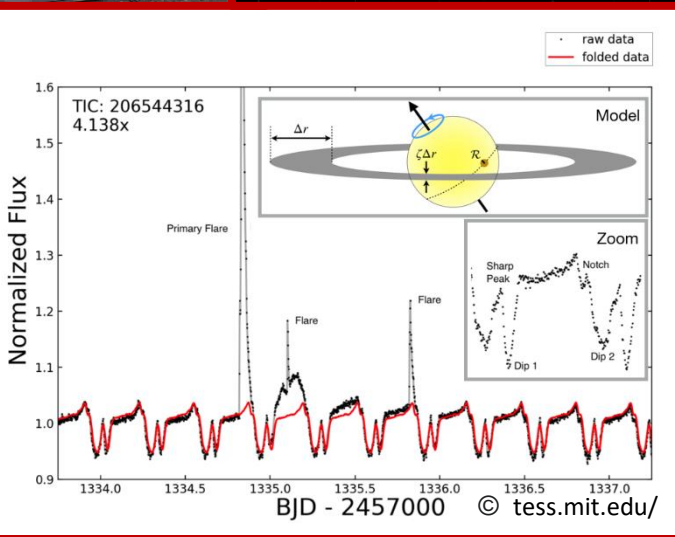 raw data
folded data
TIC: 206544316
4.138x
Model
Δr
ζΔr
ℛ
Primary Flare
Flare
Flare
Zoom
Sharp
Peak
Notch
Dip 1
Dip 2
Normalized Flux
1.6
1.5
1.4
1.3
1.2
1.1
1.0
0.9
1334.0
1334.5
1335.0
1335.5
1336.0
1336.5
1337.0
BJD - 2457000
© tess.mit.edu/